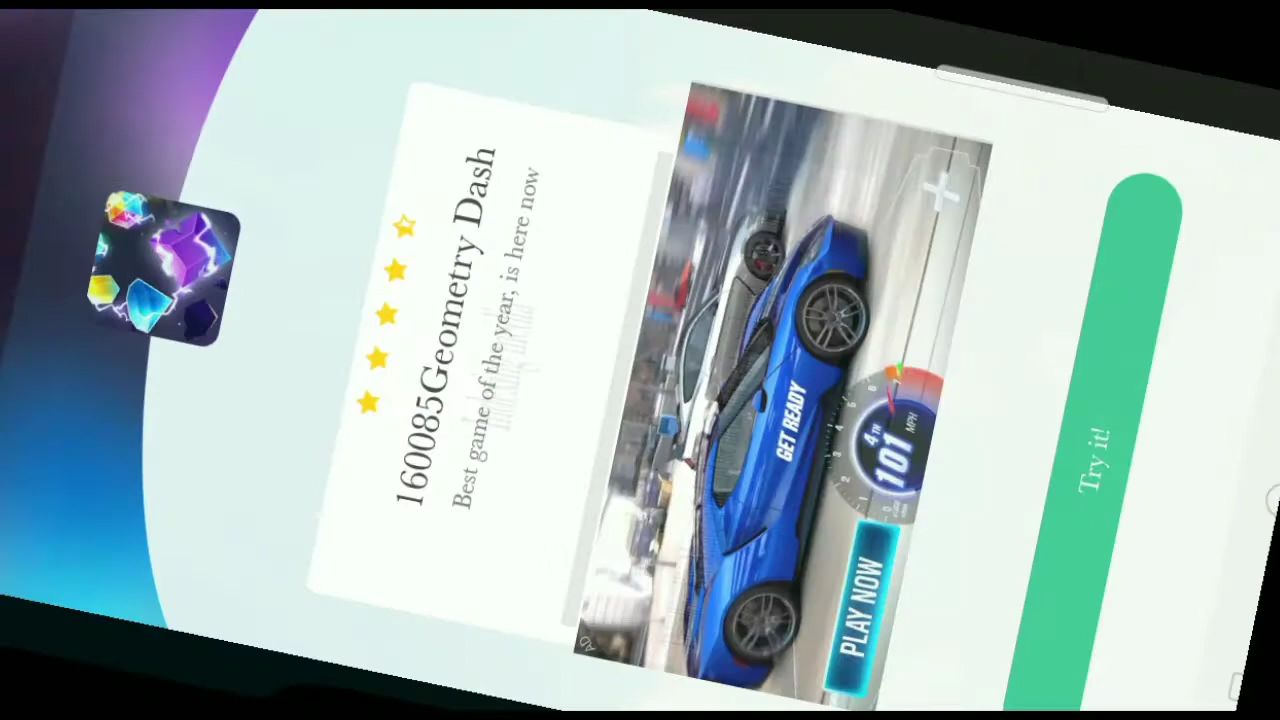 160085Geometry Dash
Best game of the year, is here now
GET READY
4TH
101
MPH
PLAY NOW
AD
Try it!